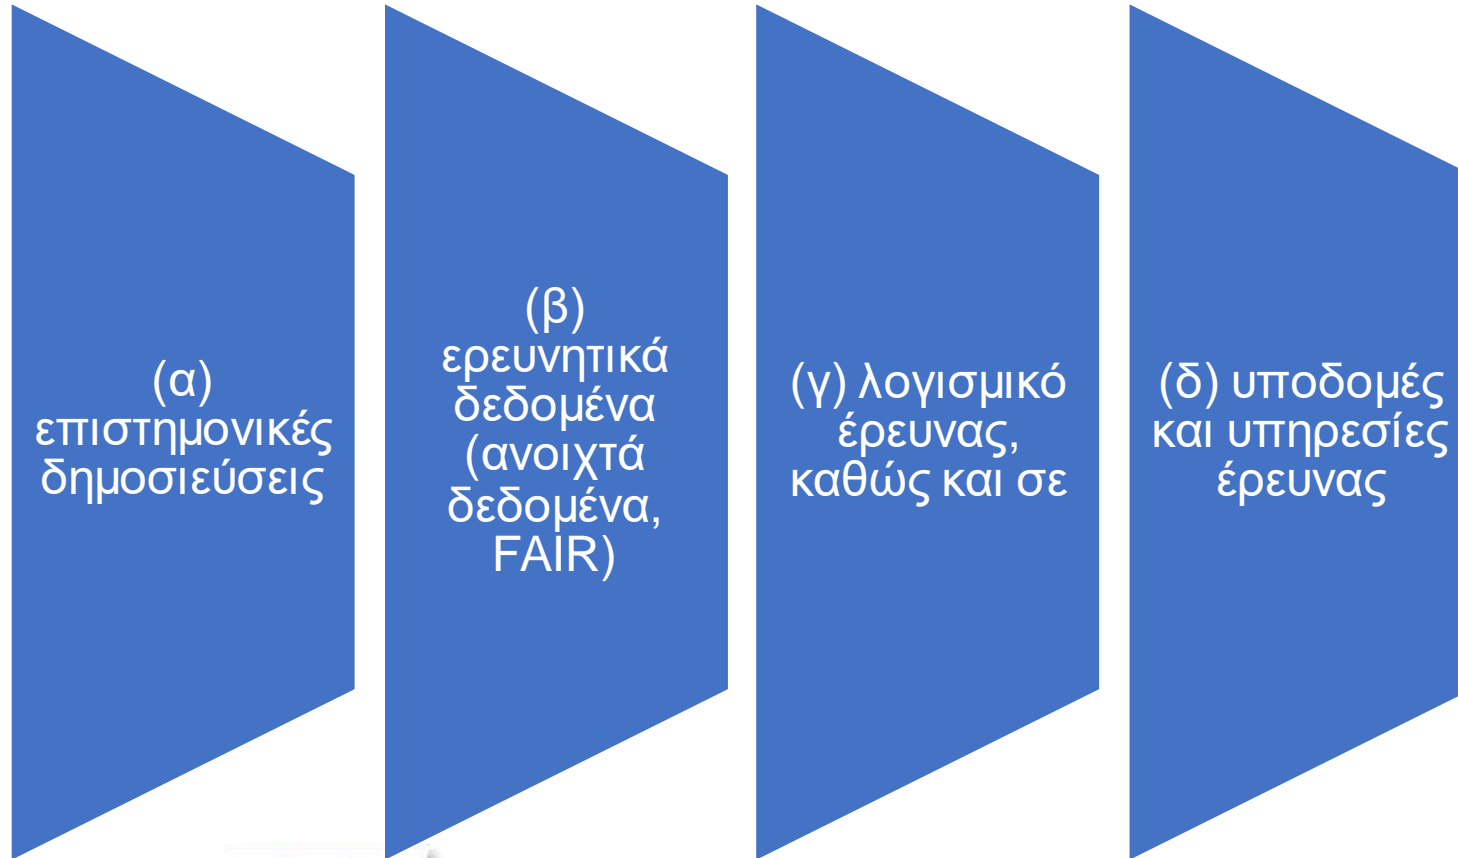 (α)
επιστημονικές
δημοσιεύσεις
(β)
ερευνητικά
δεδομένα
(ανοιχτά
δεδομένα,
FAIR)
(γ) λογισμικό
έρευνας,
καθώς και σε
(δ) υποδομές
και υπηρεσίες
έρευνας